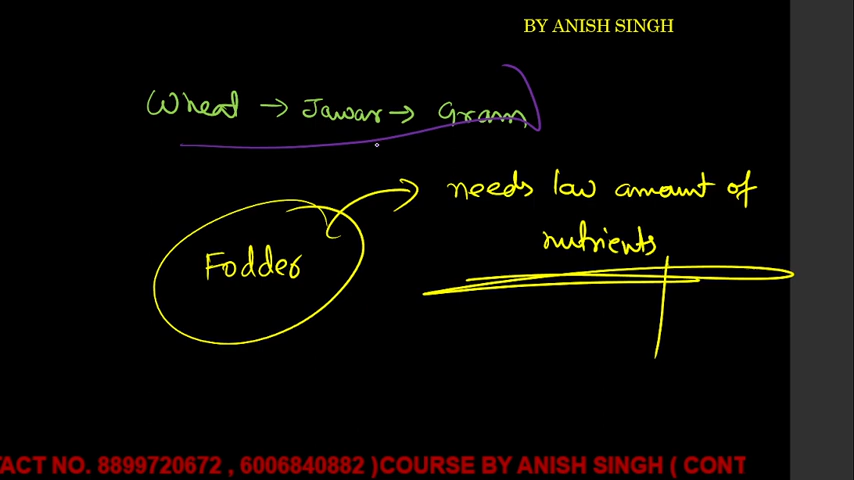 BY ANISH SINGH
Wheat → Jawar → Gram
needs low amount of
nutrients
Fodder
TACT NO. 8899720672 , 6006840882 )COURSE BY ANISH SINGH ( CONT